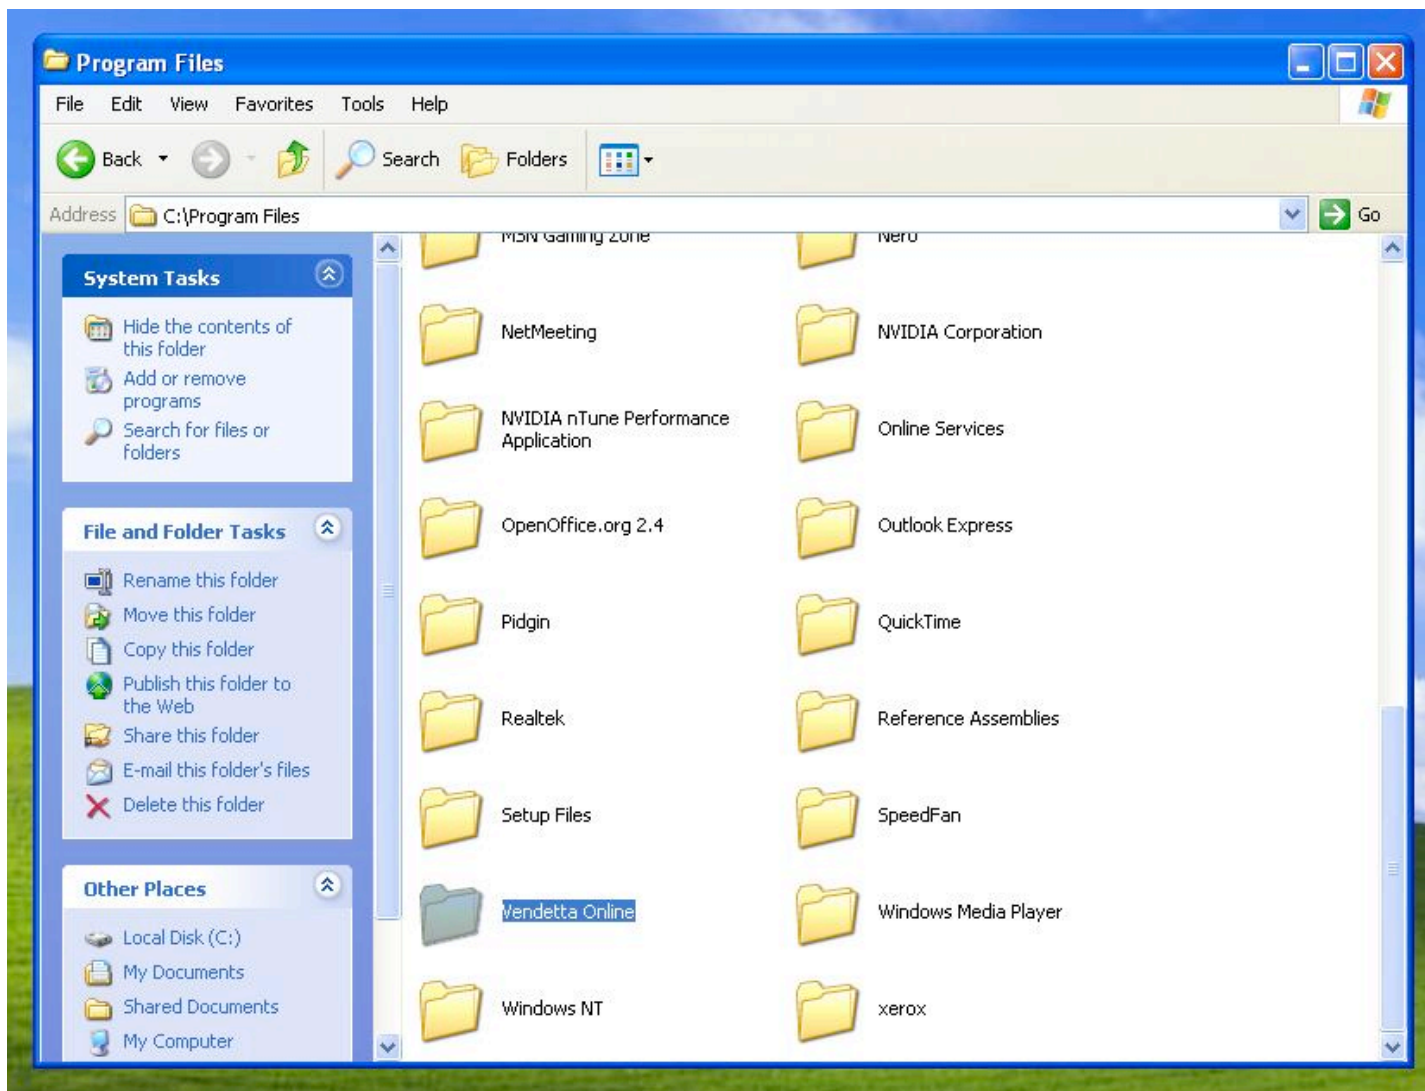 Program Files
File Edit View Favorites Tools Help
Back Search Folders
Address C:\Program Files Go
System Tasks
Hide the contents of
this folder
Add or remove
programs
Search for files or
folders
File and Folder Tasks
Rename this folder
Move this folder
Copy this folder
Publish this folder to
the Web
Share this folder
E-mail this folder's files
Delete this folder
Other Places
Local Disk (C:)
My Documents
Shared Documents
My Computer
MSN Gaming Zone
Nero
NetMeeting
NVIDIA Corporation
NVIDIA nTune Performance
Application
Online Services
OpenOffice.org 2.4
Outlook Express
Pidgin
QuickTime
Realtek
Reference Assemblies
Setup Files
SpeedFan
Vendetta Online
Windows Media Player
Windows NT
xerox